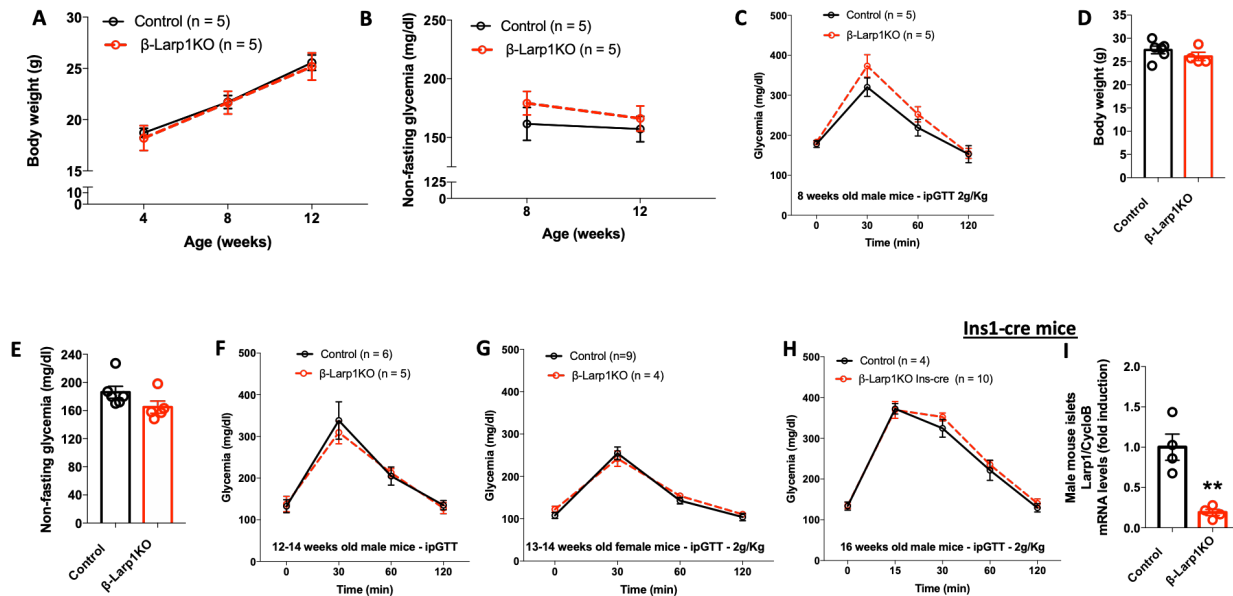 A
Control (n = 5)
β-Larp1KO (n = 5)
Body weight (g)
25
20
15
10
0
4
8
12
Age (weeks)
B
Control (n = 5)
β-Larp1KO (n = 5)
Non-fasting glycemia (mg/dl)
250
200
150
125
0
8
12
Age (weeks)
C
Control (n = 5)
β-Larp1KO (n = 5)
Glycemia (mg/dl)
500
400
300
200
100
0
8 weeks old male mice - ipGTT 2g/Kg
0
30
60
120
Time (min)
D
Body weight (g)
35
30
25
20
15
10
5
0
Control
β-Larp1KO
E
Non-fasting glycemia (mg/dl)
240
200
160
120
80
40
0
Control
β-Larp1KO
F
Control (n = 6)
β-Larp1KO (n = 5)
Glycemia (mg/dl)
500
400
300
200
100
0
12-14 weeks old male mice - ipGTT
0
30
60
120
Time (min)
G
Control (n=9)
β-Larp1KO (n = 4)
Glycemia (mg/dl)
500
400
300
200
100
0
13-14 weeks old female mice - ipGTT - 2g/Kg
0
30
60
120
Time (min)
Ins1-cre mice
H
Control (n = 4)
β-Larp1KO Ins-cre (n = 10)
Glycemia (mg/dl)
500
400
300
200
100
0
16 weeks old male mice - ipGTT - 2g/Kg
0
15
30
60
120
time (min)
I
Male mouse islets
Larp1/CycloB
mRNA levels (fold induction)
2.0
1.5
1.0
0.5
0.0
**
Control
β-Larp1KO